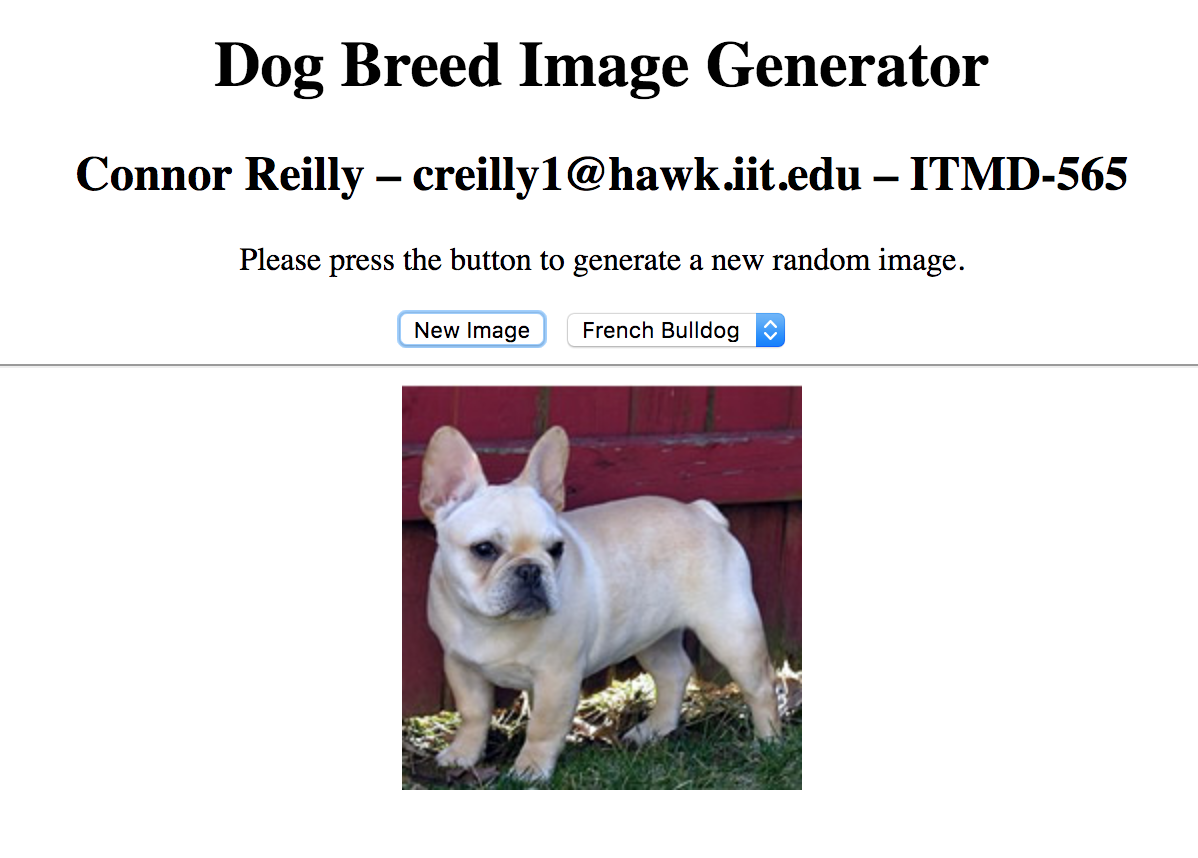 Dog Breed Image Generator
Connor Reilly – creilly1@hawk.iit.edu – ITMD-565
Please press the button to generate a new random image.
New Image French Bulldog